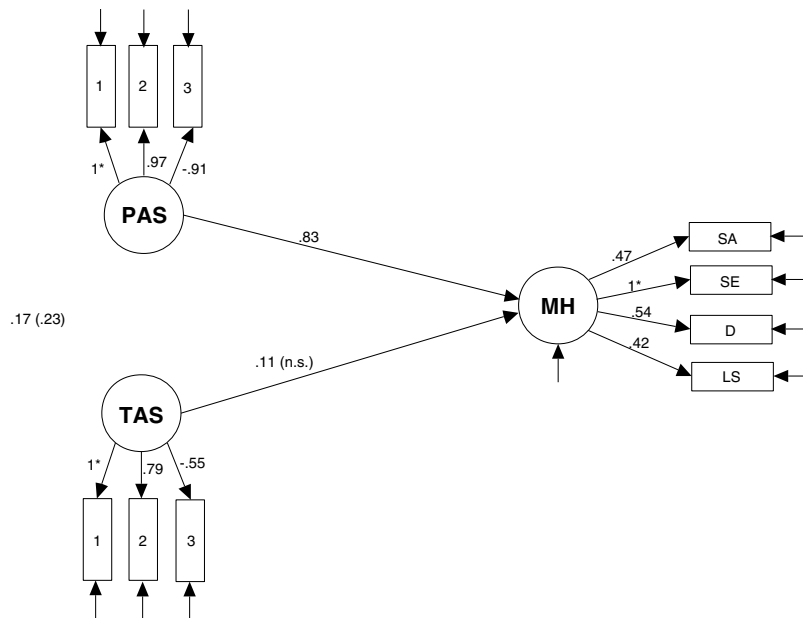 1 2 3
1* .97 -.91
PAS
.83
.47 SA
1* SE
MH
.54 D
.42 LS
.17 (.23)
.11 (n.s.)
TAS
1* .79 -.55
1 2 3